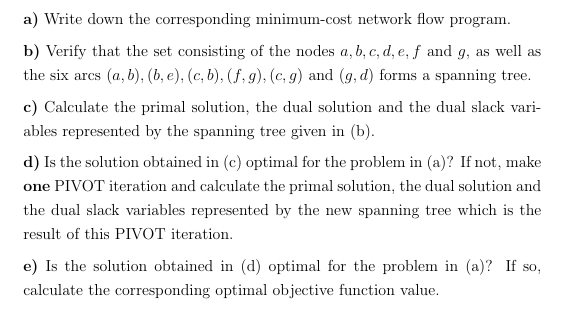 a) Write down the corresponding minimum-cost network flow program.
b) Verify that the set consisting of the nodes a, b, c, d, e, f and g, as well as
the six arcs (a, b), (b, e), (c, b), (f, g), (c, g) and (g, d) forms a spanning tree.
c) Calculate the primal solution, the dual solution and the dual slack vari-
ables represented by the spanning tree given in (b).
d) Is the solution obtained in (c) optimal for the problem in (a)? If not, make
one PIVOT iteration and calculate the primal solution, the dual solution and
the dual slack variables represented by the new spanning tree which is the
result of this PIVOT iteration.
e) Is the solution obtained in (d) optimal for the problem in (a)? If so,
calculate the corresponding optimal objective function value.